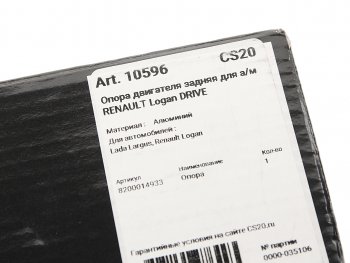 Art. 10596 CS20
Опора двигателя задняя для а/м
RENAULT Logan DRIVE
Материал: Алюминий
Для автомобилей:
Lada Largus, Renault Logan
Артикул Наименование Кол-во
8200014933 Опора 1
Гарантийные условия на сайте CS20.ru
№ партии
0000-035106